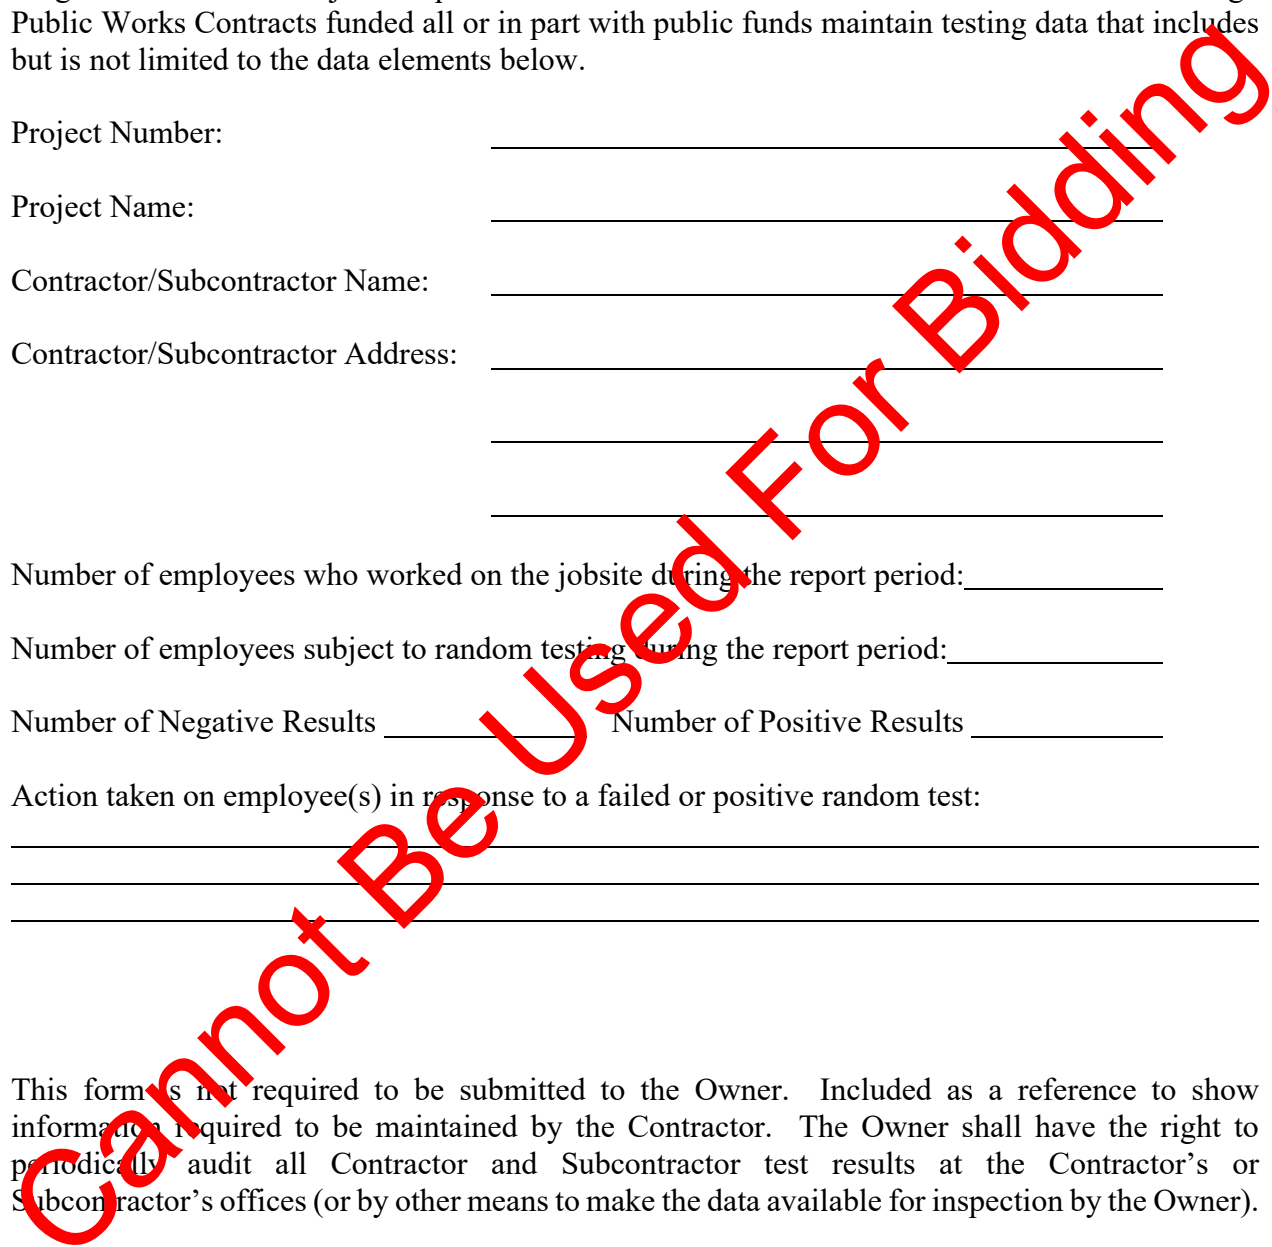 Public Works Contracts funded all or in part with public funds maintain testing data that includes
but is not limited to the data elements below.
Project Number:
Project Name:
Contractor/Subcontractor Name:
Contractor/Subcontractor Address:
Number of employees who worked on the jobsite during the report period:
Number of employees subject to random testing during the report period:
Number of Negative Results Number of Positive Results
Action taken on employee(s) in response to a failed or positive random test:
This form is not required to be submitted to the Owner. Included as a reference to show
information required to be maintained by the Contractor. The Owner shall have the right to
periodically audit all Contractor and Subcontractor test results at the Contractor’s or
Subcontractor’s offices (or by other means to make the data available for inspection by the Owner).
Cannot Be Used For Bidding